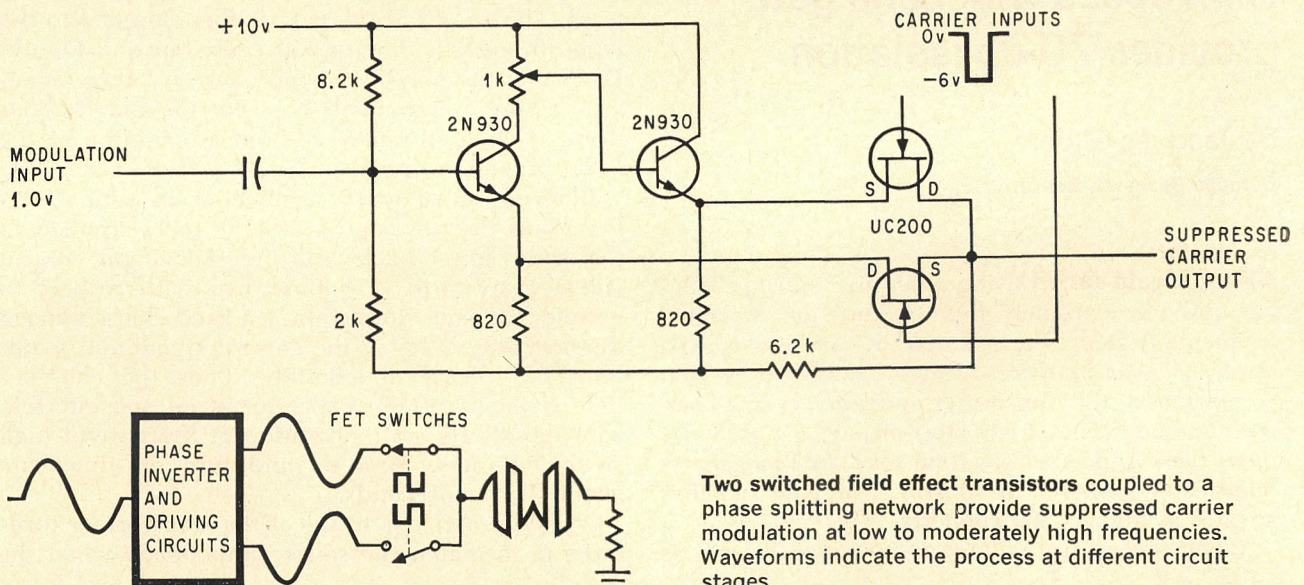 +10v
CARRIER INPUTS
0v
-6v
8.2k
1k
2N930
2N930
MODULATION
INPUT
1.0v
S
D
UC200
D
S
SUPPRESSED
CARRIER
OUTPUT
2k
820
820
6.2k
FET SWITCHES
PHASE
INVERTER
AND
DRIVING
CIRCUITS
Two switched field effect transistors coupled to a
phase splitting network provide suppressed carrier
modulation at low to moderately high frequencies.
Waveforms indicate the process at different circuit
stages